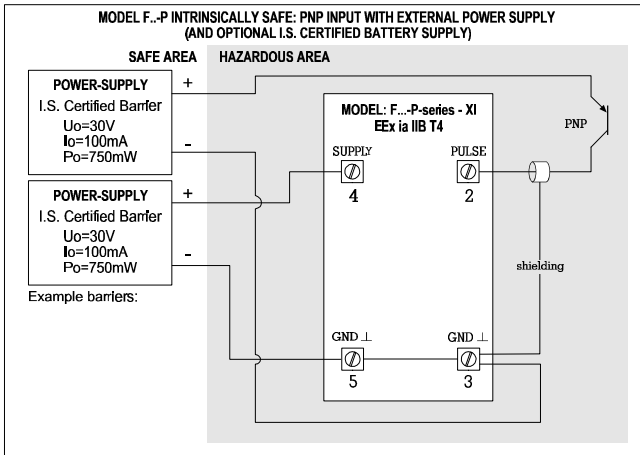 MODEL F..-P INTRINSICALLY SAFE: PNP INPUT WITH EXTERNAL POWER SUPPLY
(AND OPTIONAL I.S. CERTIFIED BATTERY SUPPLY)
SAFE AREA HAZARDOUS AREA
POWER-SUPPLY
I.S. Certified Barrier
Uo=30V
Io=100mA
Po=750mW
+
-
POWER-SUPPLY
I.S. Certified Barrier
Uo=30V
Io=100mA
Po=750mW
+
-
Example barriers:
MODEL: F...-P-series - XI
EEx ia IIB T4
SUPPLY
4
PULSE
2
PNP
shielding
GND ⊥
5
GND ⊥
3